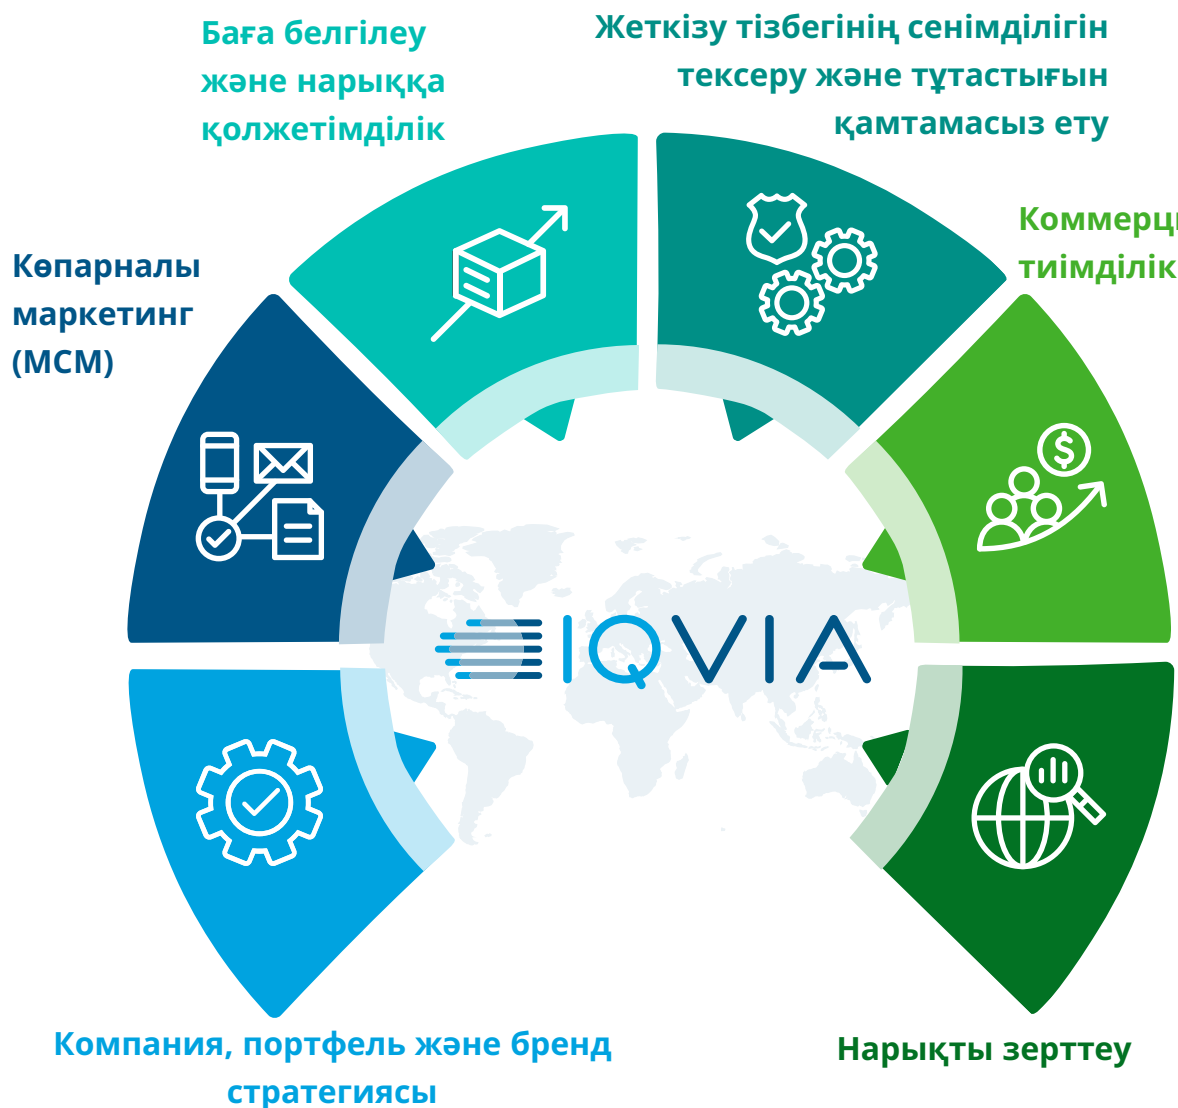 Баға белгілеу
және нарыққа
қолжетімділік
Жеткізу тізбегінің сенімділігін
тексеру және тұтастығын
қамтамасыз ету
тиімділік
Көпарналы
маркетинг
(MCM)
IQVIA
Компания, портфель және бренд
стратегиясы
Нарықты зерттеу